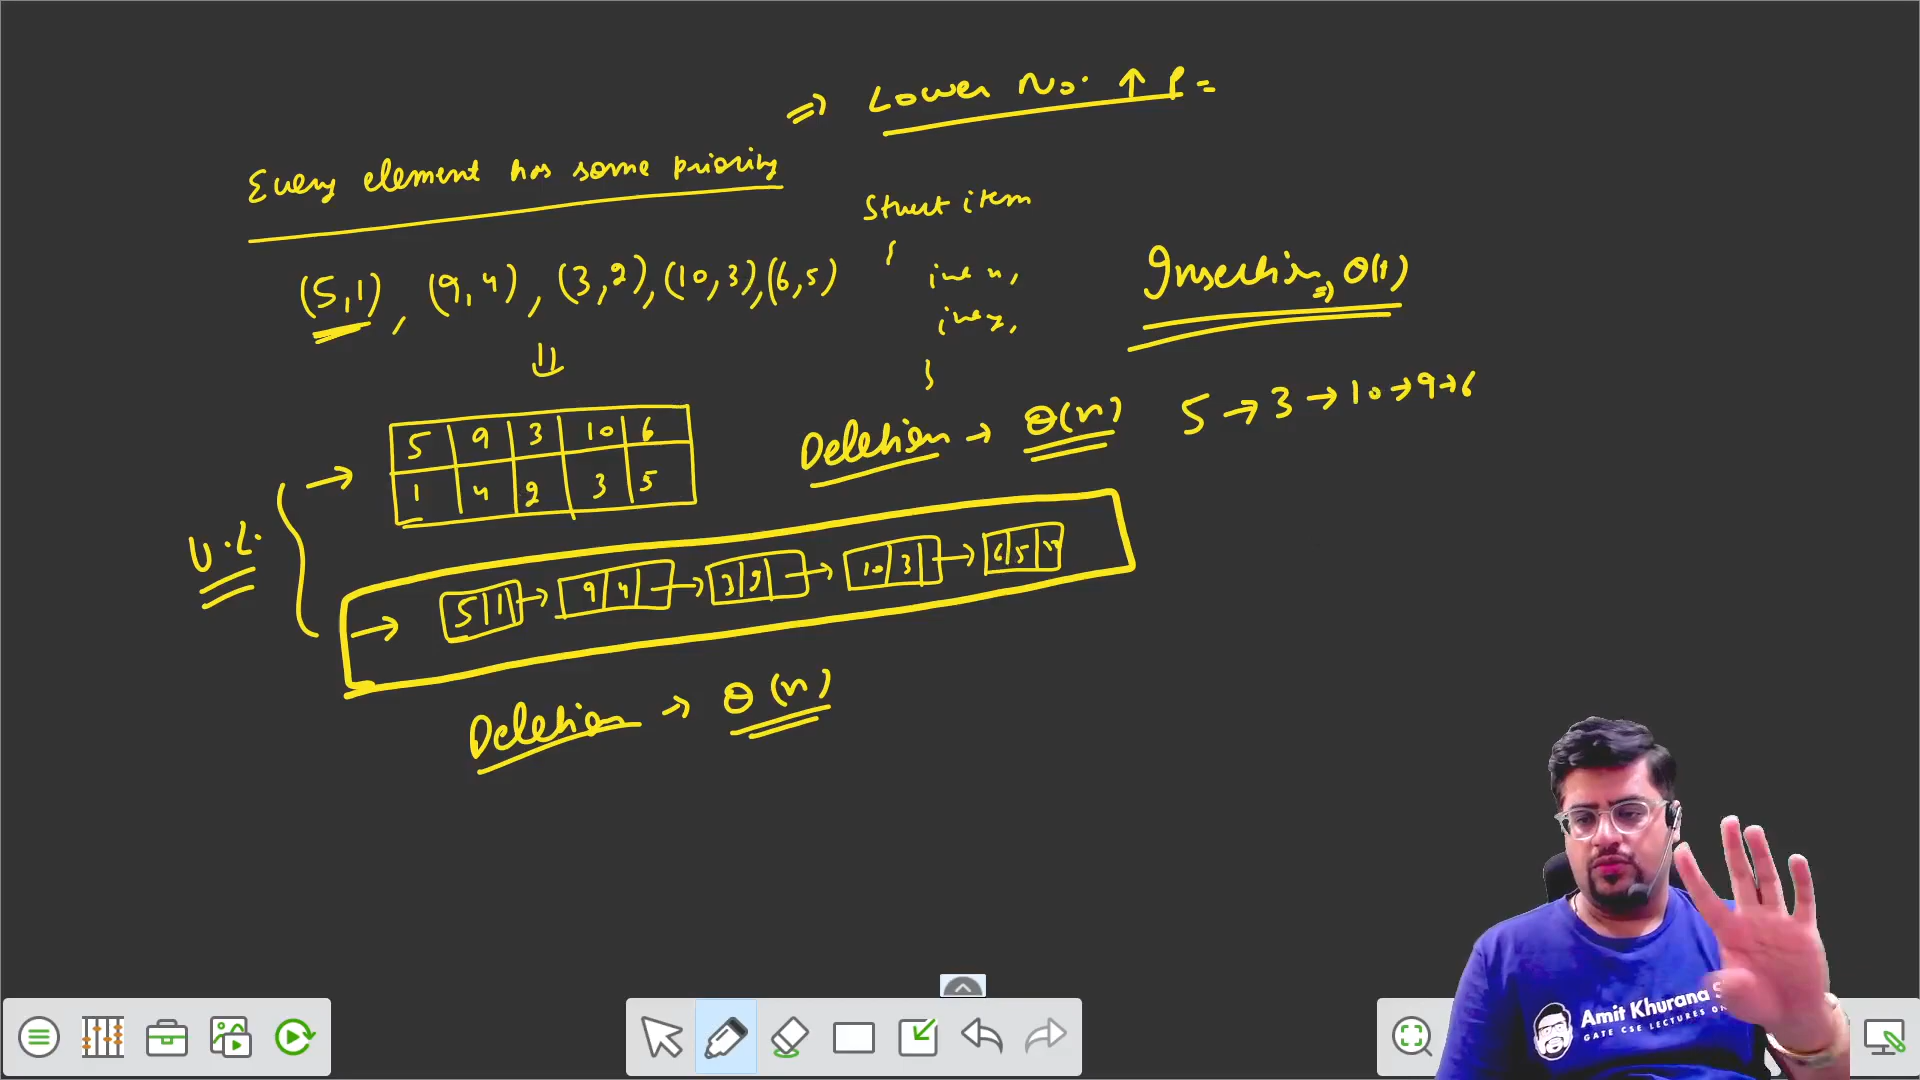 ⇒ Lower No. ↑ P =
Every element has some priority
Struct item
{
(5,1), (9,4), (3,2), (10,3), (6,5)
int x,
int y,
}
Insertion ⇒ θ(1)
⇓
5 9 3 10 6
1 4 2 3 5
Deletion → θ(n)
5 → 3 → 10 → 9 → 6
U.L.
→ 5|1 → 9|4 → 3|2 → 10|3 → 6|5
Deletion → θ(n)
Amit Khurana S
GATE CSE LECTURES